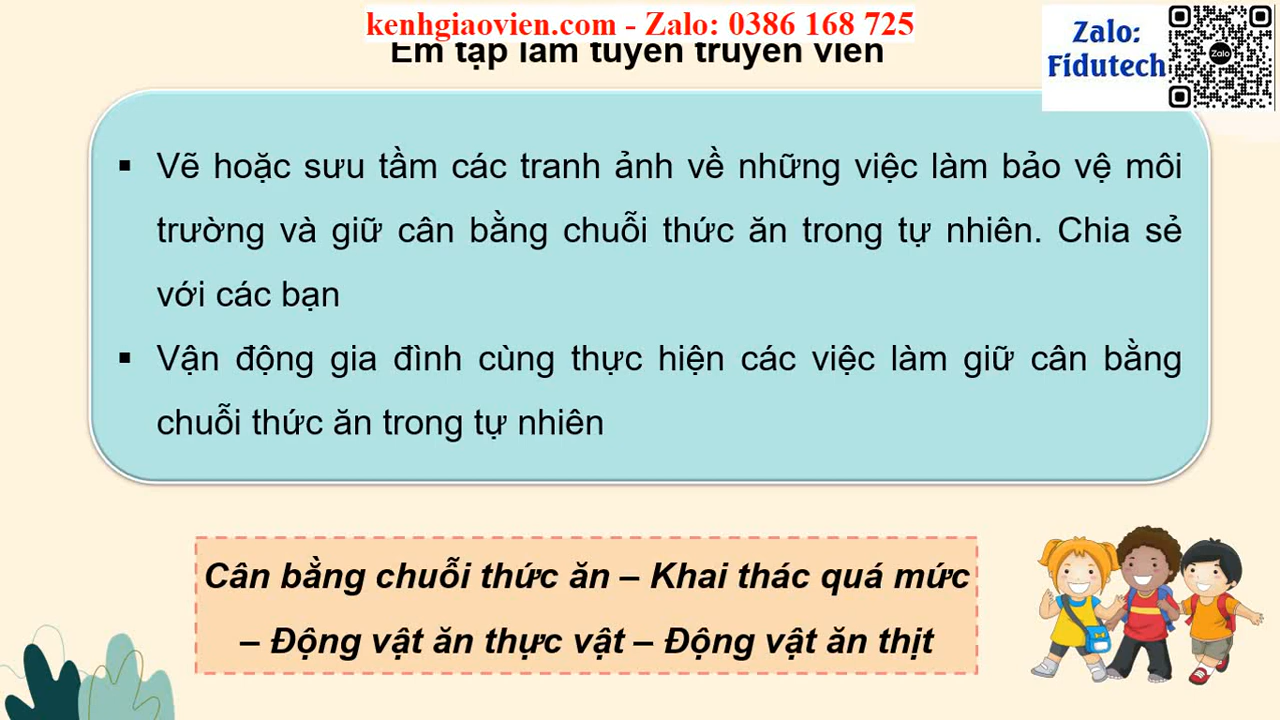 kenhgiaovien.com - Zalo: 0386 168 725
Zalo:
Fidutech
Zalo
Em tập làm tuyên truyền viên
▪ Vẽ hoặc sưu tầm các tranh ảnh về những việc làm bảo vệ môi
trường và giữ cân bằng chuỗi thức ăn trong tự nhiên. Chia sẻ
với các bạn
▪ Vận động gia đình cùng thực hiện các việc làm giữ cân bằng
chuỗi thức ăn trong tự nhiên
Cân bằng chuỗi thức ăn – Khai thác quá mức
– Động vật ăn thực vật – Động vật ăn thịt